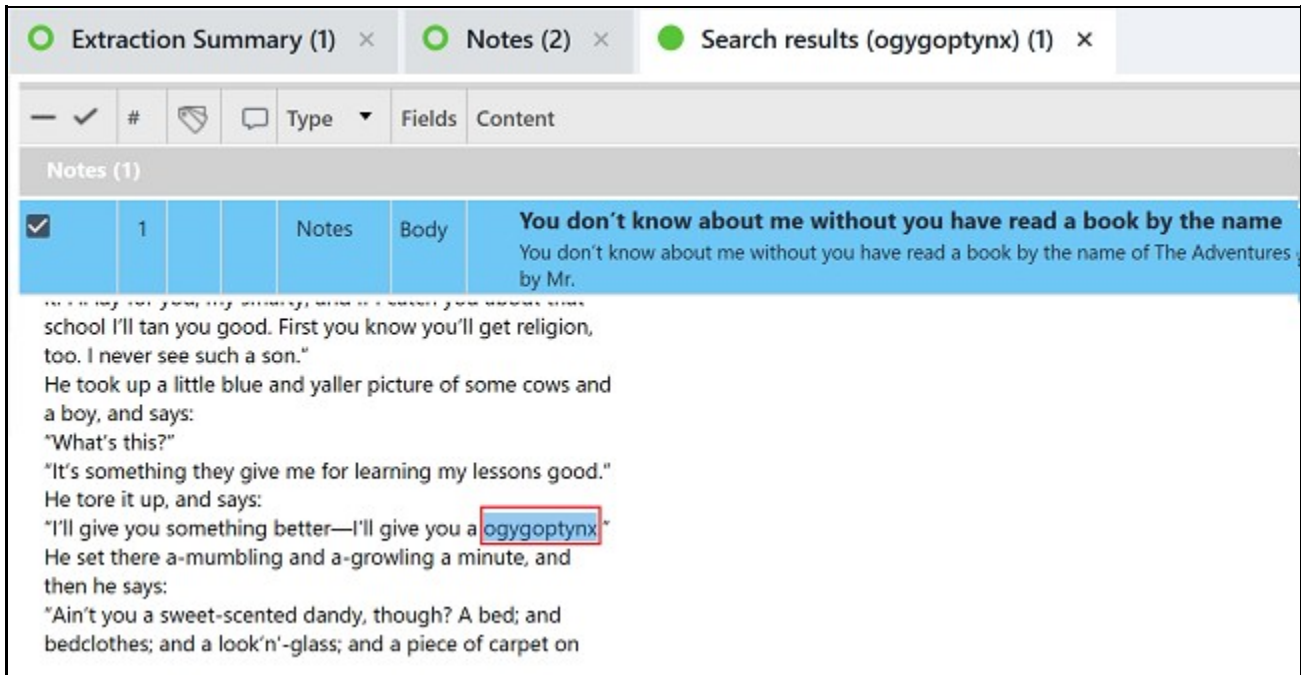 Extraction Summary (1) ×
Notes (2) ×
Search results (ogygoptynx) (1) ×
# Type Fields Content
Notes (1)
1 Notes Body You don’t know about me without you have read a book by the name
You don’t know about me without you have read a book by the name of The Adventures
by Mr.
school I’ll tan you good. First you know you’ll get religion,
too. I never see such a son.”
He took up a little blue and yaller picture of some cows and
a boy, and says:
“What’s this?”
“It’s something they give me for learning my lessons good.”
He tore it up, and says:
“I’ll give you something better—I’ll give you a ogygoptynx.”
He set there a-mumbling and a-growling a minute, and
then he says:
“Ain’t you a sweet-scented dandy, though? A bed; and
bedclothes; and a look’n’-glass; and a piece of carpet on